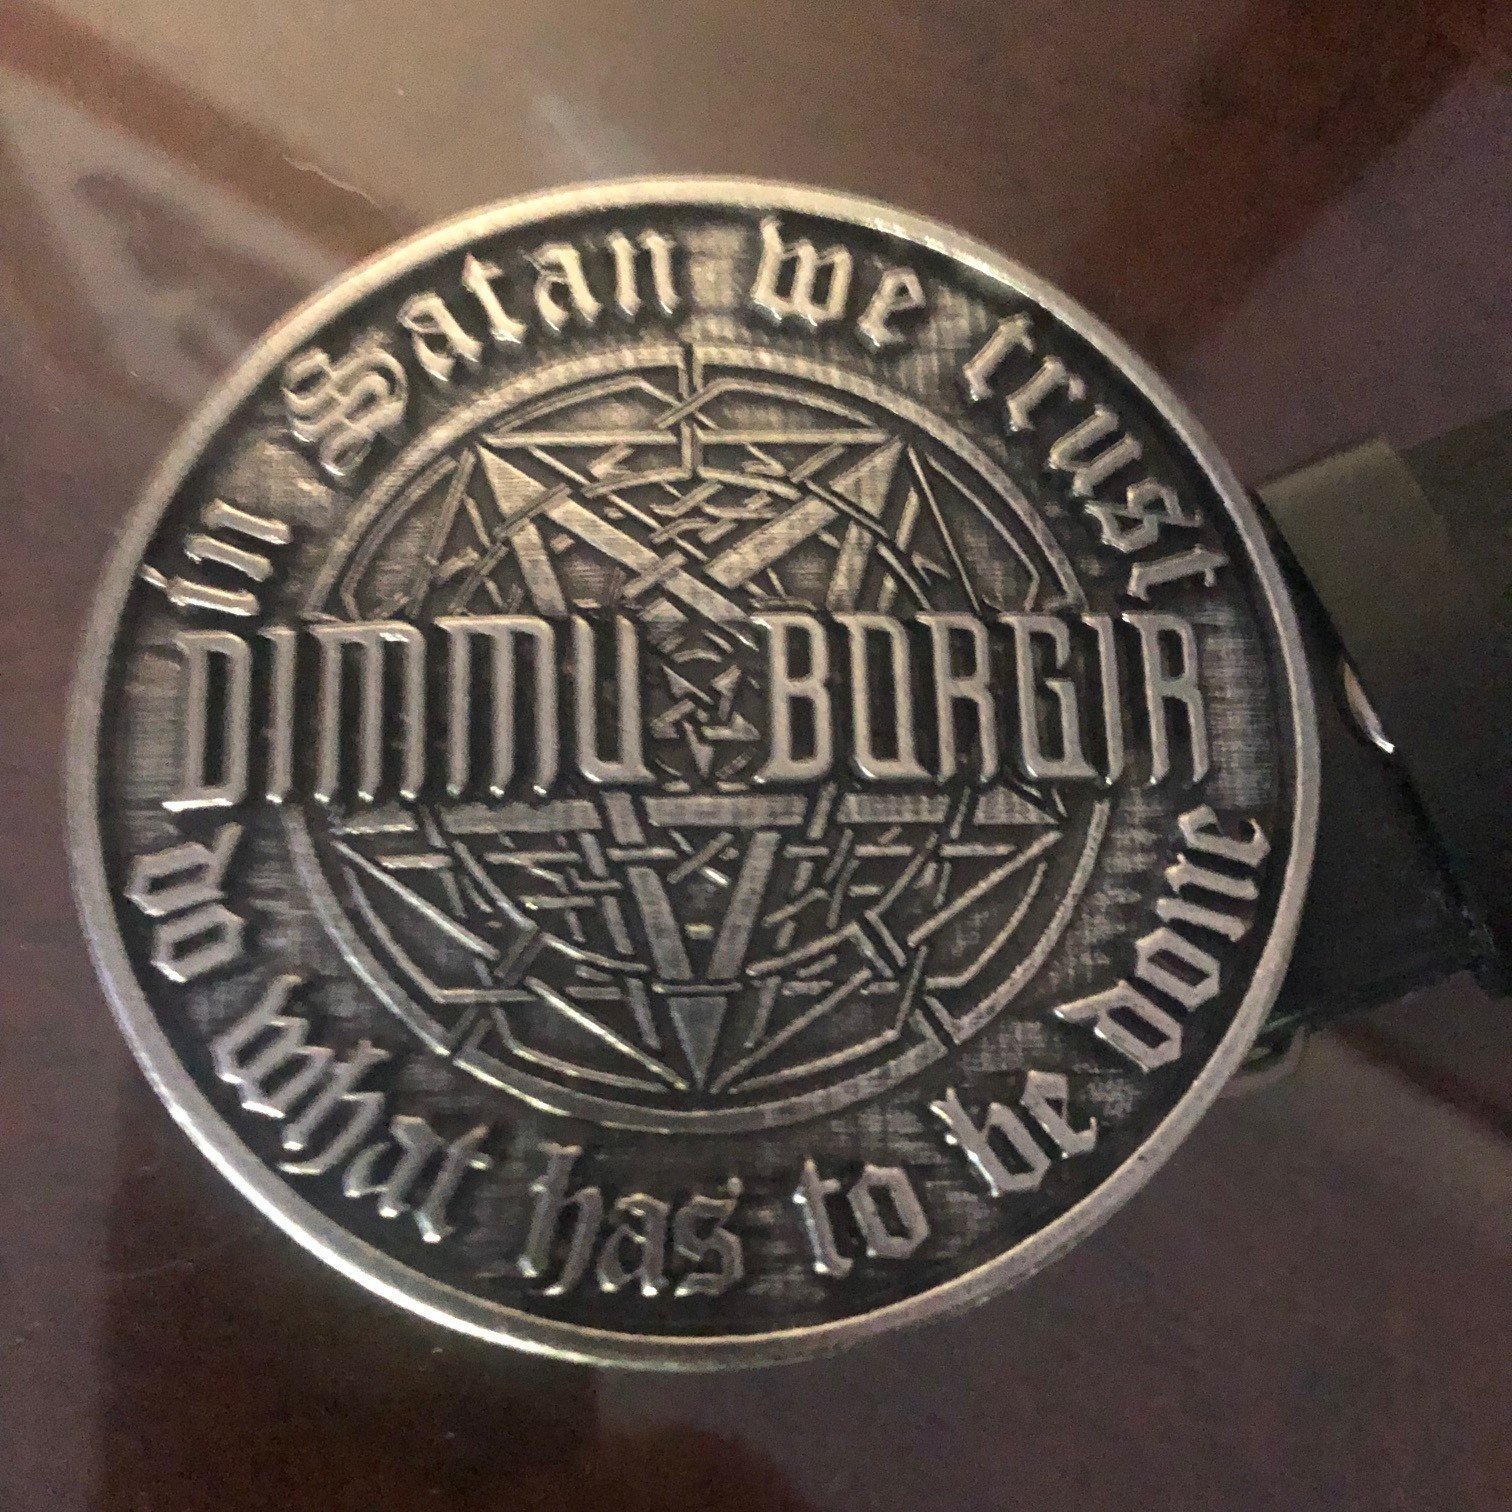 in Satan we trust
DIMMU BORGIR
do what has to be done